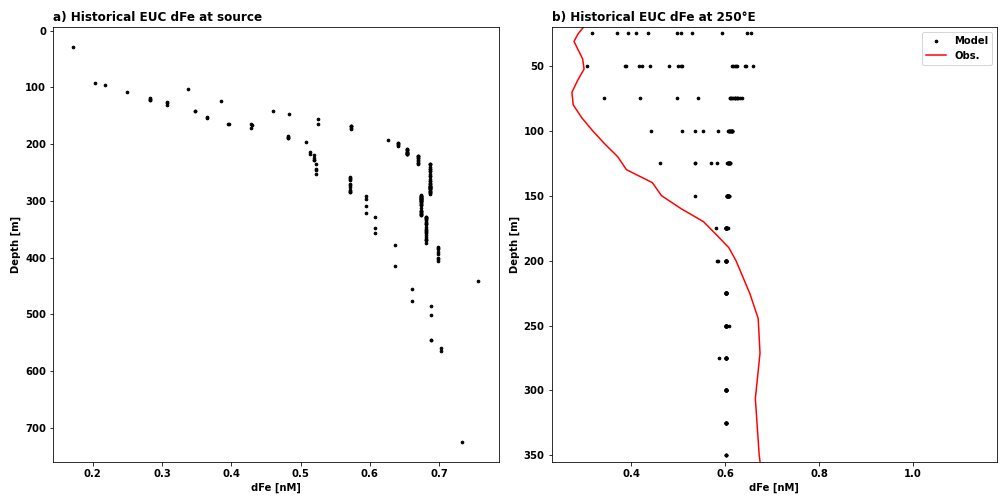 a) Historical EUC dFe at source
0
100
200
300
400
500
600
700
Depth [m]
0.2 0.3 0.4 0.5 0.6 0.7
dFe [nM]
b) Historical EUC dFe at 250°E
Model
Obs.
50
100
150
200
250
300
350
Depth [m]
0.4 0.6 0.8 1.0
dFe [nM]